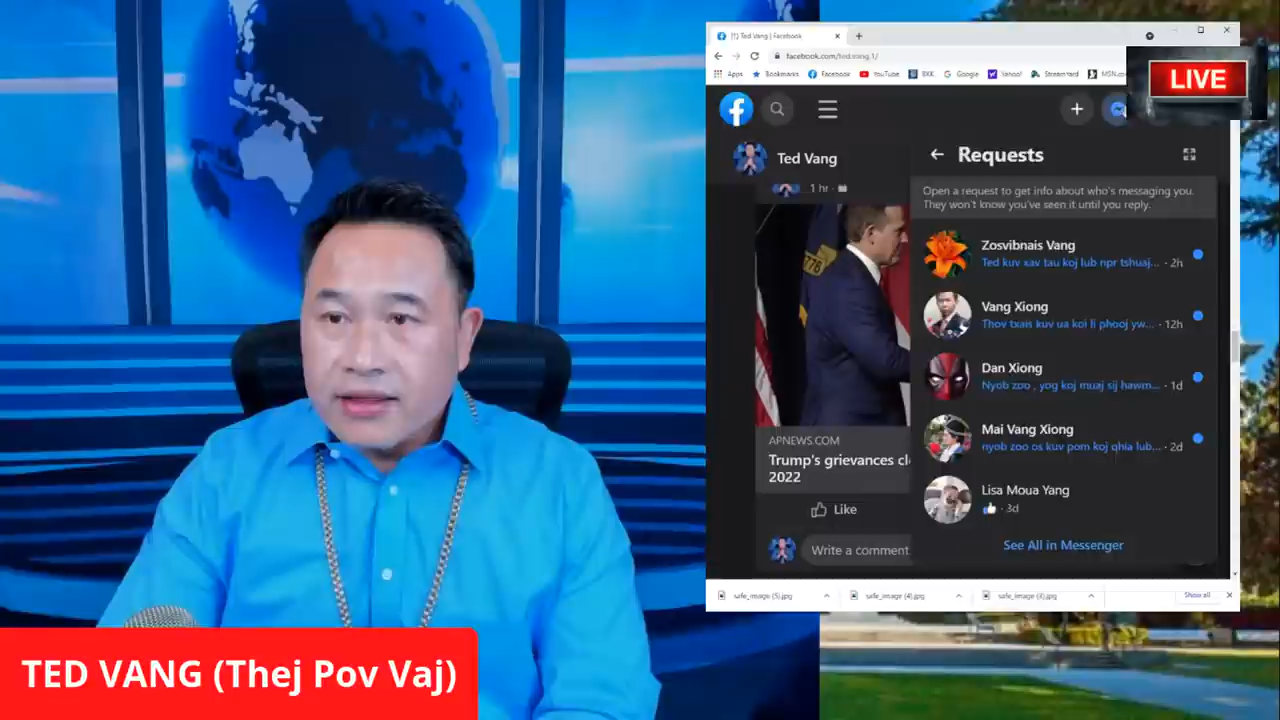 TED VANG (Thej Pov Vaj)
LIVE
(1) Ted Vang | Facebook
facebook.com/ted.vang.1/
Apps
Bookmarks
Facebook
YouTube
BKK
Google
Yahoo!
StreamYard
Ted Vang
1 hr
Requests
Open a request to get info about who's messaging you.
They won't know you've seen it until you reply.
Zosvibnais Vang
Ted kuv xav tau koj lub npr tshuaj... · 2h
Vang Xiong
Thov txais kuv ua koj li phooj yw... · 12h
Dan Xiong
Nyob zoo , yog koj muaj sij hawm... · 1d
Mai Vang Xiong
nyob zoo os kuv pom koj qhia lub... · 2d
Lisa Moua Yang
· 3d
See All in Messenger
1778
APNEWS.COM
Trump's grievances cl
2022
Like
Write a comment
safe_image (5).jpg
safe_image (4).jpg
safe_image (3).jpg
Show all